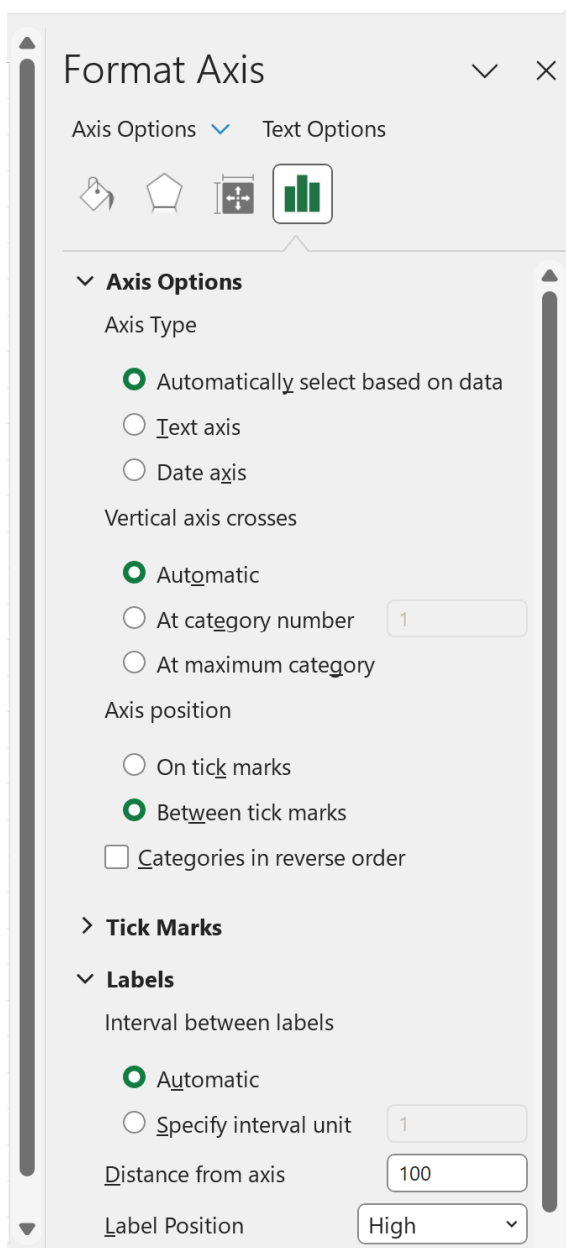 Format Axis
Axis Options Text Options
Axis Options
Axis Type
Automatically select based on data
Text axis
Date axis
Vertical axis crosses
Automatic
At category number 1
At maximum category
Axis position
On tick marks
Between tick marks
Categories in reverse order
Tick Marks
Labels
Interval between labels
Automatic
Specify interval unit 1
Distance from axis 100
Label Position High